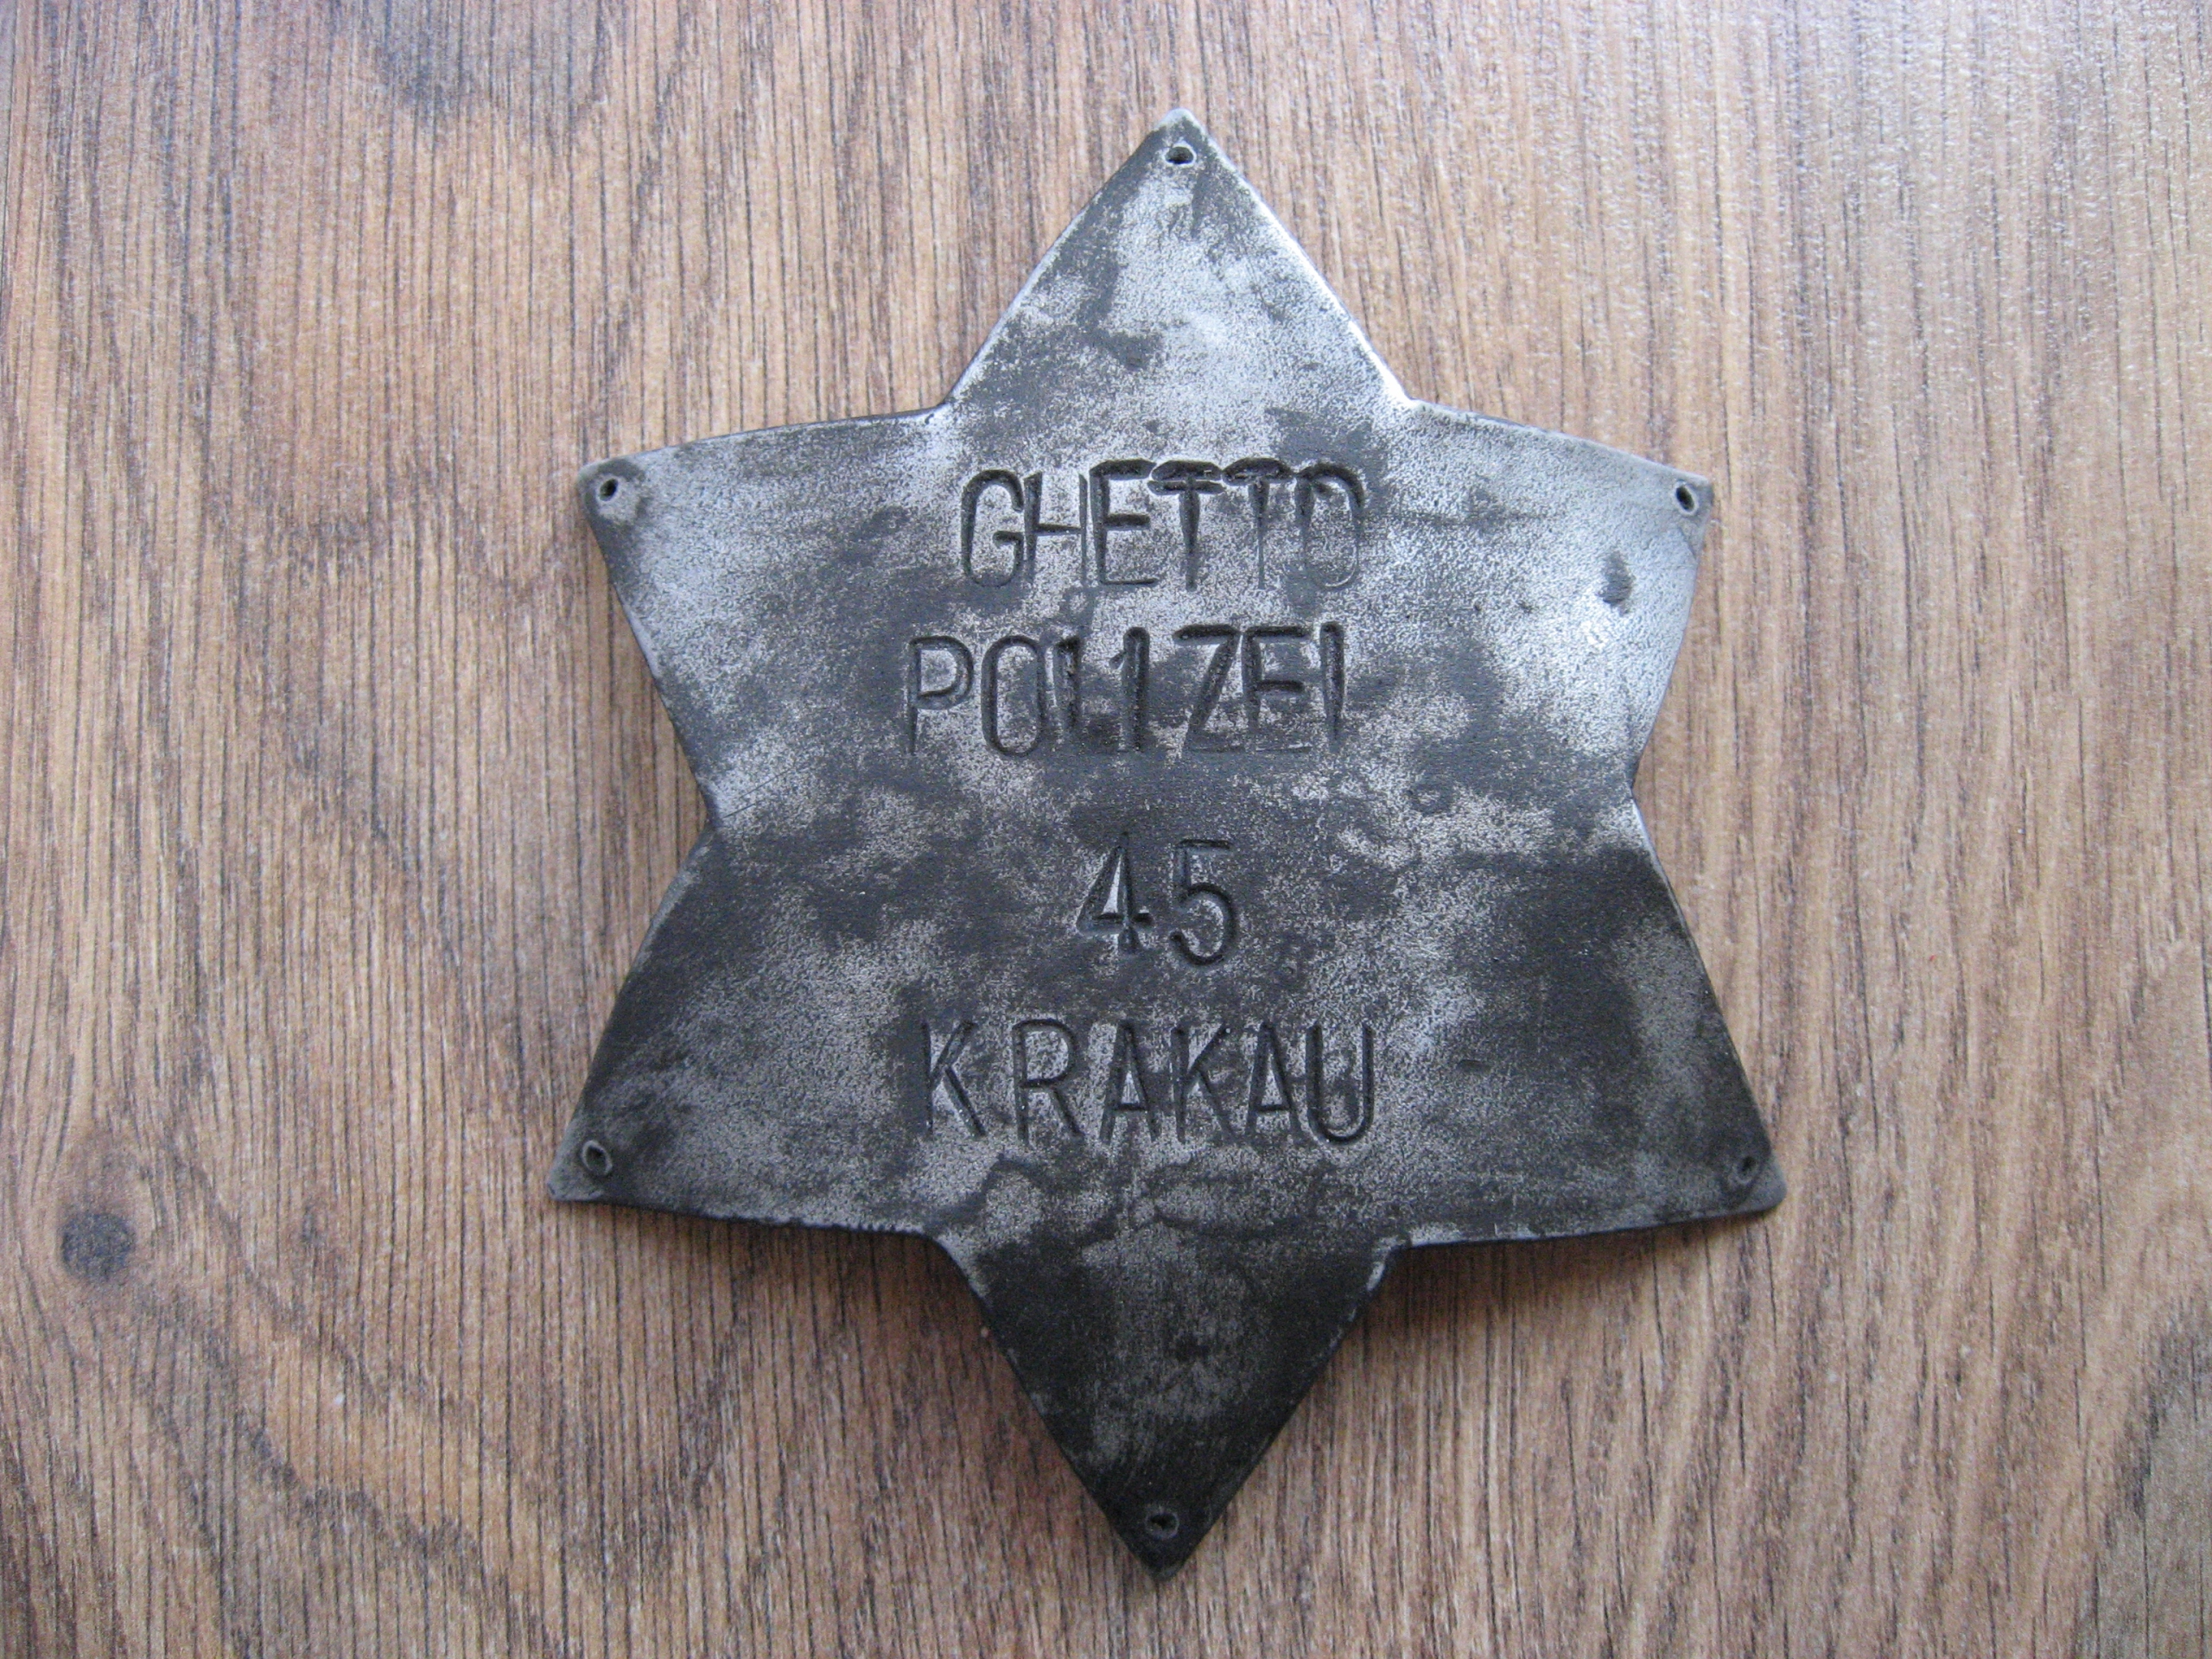 GHETTO
POLIZEI
45
KRAKAU